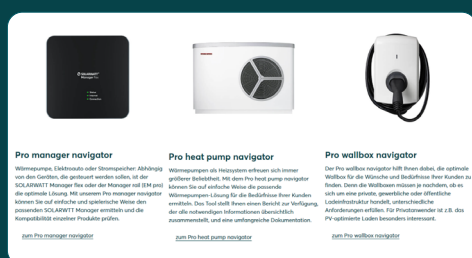 SOLARWATT
Manager flex
Pro manager navigator
Wärmepumpe, Elektroauto oder Stromspeicher: Abhängig
von den Geräten, die gesteuert werden sollen, ist der
SOLARWATT Manager flex oder der Manager rail (EM pro)
die optimale Lösung. Mit unserem Pro manager navigator
können Sie auf einfache und spielerische Weise den
passenden SOLARWTT Manager ermitteln und die
Kompatibilität einzelner Produkte prüfen.
zum Pro manager navigator
Pro heat pump navigator
Wärmepumpen als Heizsystem erfreuen sich immer
größerer Beliebtheit. Mit dem Pro heat pump navigator
können Sie auf einfache Weise die passende
Wärmepumpen-Lösung für die Bedürfnisse Ihrer Kunden
ermitteln. Das Tool stellt Ihnen einen Bericht zur Verfügung,
der alle notwendigen Informationen übersichtlich
zusammenstellt, und eine umfangreiche Dokumentation.
zum Pro heat pump navigator
Pro wallbox navigator
Der Pro wallbox navigator hilft Ihnen dabei, die optimale
Wallbox für die Wünsche und Bedürfnisse Ihrer Kunden zu
finden. Denn die Wallboxen müssen je nachdem, ob es
sich um eine private, gewerbliche oder öffentliche
Ladeinfrastruktur handelt, unterschiedliche
Anforderungen erfüllen. Für Privatanwender ist z.B. das
PV-optimierte Laden besonders interessant.
zum Pro wallbox navigator